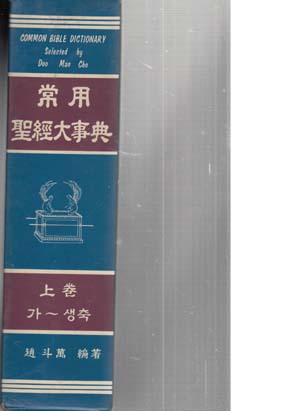 COMMON BIBLE DICTIONARY
Selected by
Doo Man Cho
常用
聖經大事典
上卷
가~생축
趙斗萬 編著